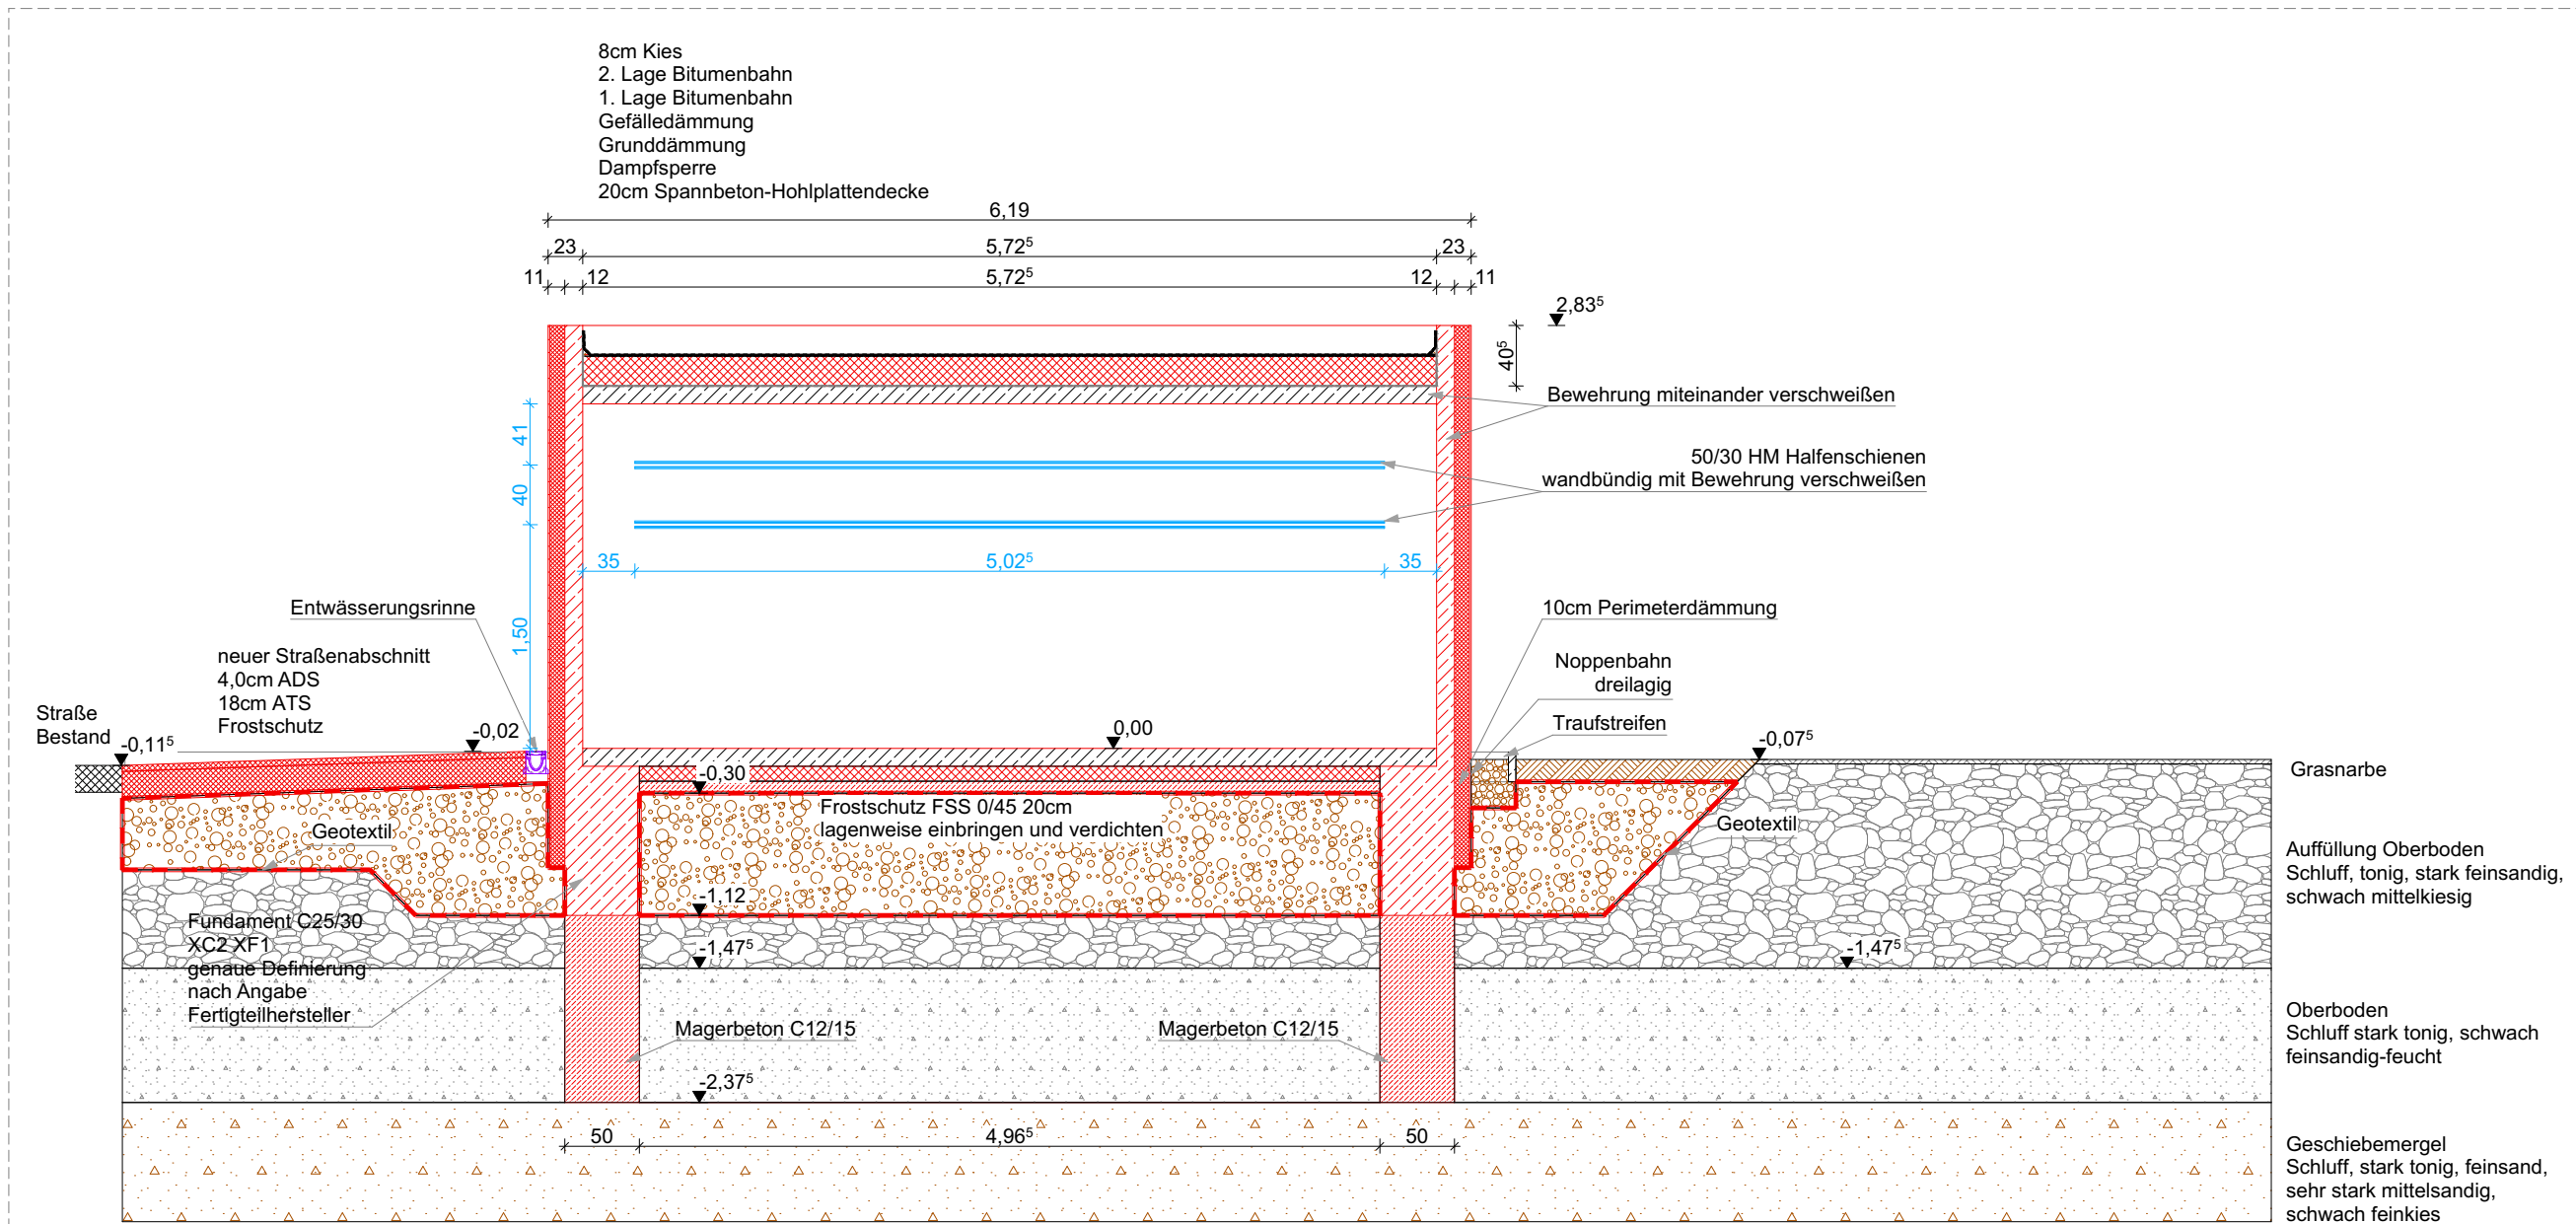 8cm Kies
2. Lage Bitumenbahn
1. Lage Bitumenbahn
Gefälledämmung
Grunddämmung
Dampfsperre
20cm Spannbeton-Hohlplattendecke
6,19
23 5,72⁵ 23
11 12 5,72⁵ 12 11
2,83⁵
40⁵
Bewehrung miteinander verschweißen
41
50/30 HM Halfenschienen
wandbündig mit Bewehrung verschweißen
40
35 5,02⁵ 35
1,50
Entwässerungsrinne
10cm Perimeterdämmung
neuer Straßenabschnitt
4,0cm ADS
18cm ATS
Frostschutz
Noppenbahn
dreilagig
Traufstreifen
Straße
Bestand
-0,11⁵
-0,02
0,00
-0,07⁵
-0,30
Grasnarbe
Frostschutz FSS 0/45 20cm
lagenweise einbringen und verdichten
Geotextil
Geotextil
Auffüllung Oberboden
Schluff, tonig, stark feinsandig,
schwach mittelkiesig
-1,12
Fundament C25/30
XC2 XF1
genaue Definierung
nach Angabe
Fertigteilhersteller
-1,47⁵
-1,47⁵
Oberboden
Schluff stark tonig, schwach
feinsandig-feucht
Magerbeton C12/15
Magerbeton C12/15
-2,37⁵
50 4,96⁵ 50
Geschiebemergel
Schluff, stark tonig, feinsand,
sehr stark mittelsandig,
schwach feinkies